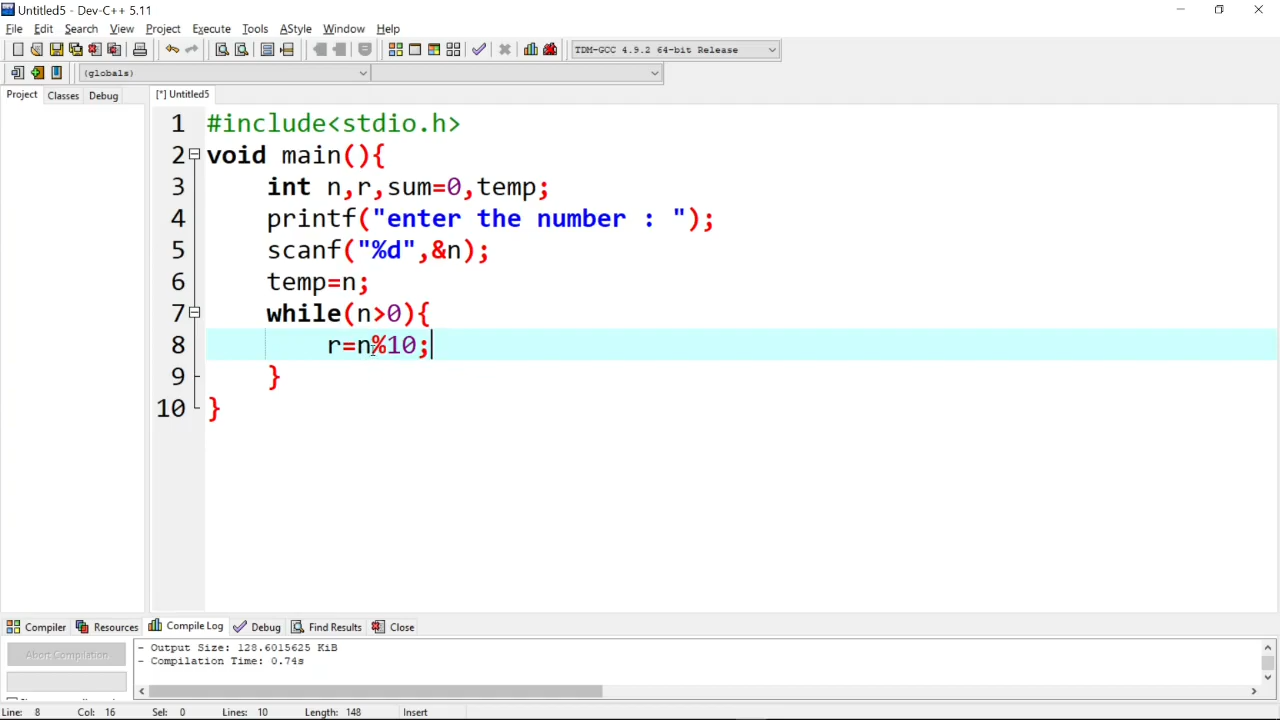 Untitled5 - Dev-C++ 5.11
File Edit Search View Project Execute Tools AStyle Window Help
TDM-GCC 4.9.2 64-bit Release
(globals)
Project Classes Debug [*] Untitled5
1 #include<stdio.h>
2 void main(){
3 int n,r,sum=0,temp;
4 printf("enter the number : ");
5 scanf("%d",&n);
6 temp=n;
7 while(n>0){
8 r=n%10;
9 }
10 }
Compiler Resources Compile Log Debug Find Results Close
Abort Compilation
- Output Size: 128.6015625 KiB
- Compilation Time: 0.74s
Line: 8 Col: 16 Sel: 0 Lines: 10 Length: 148 Insert